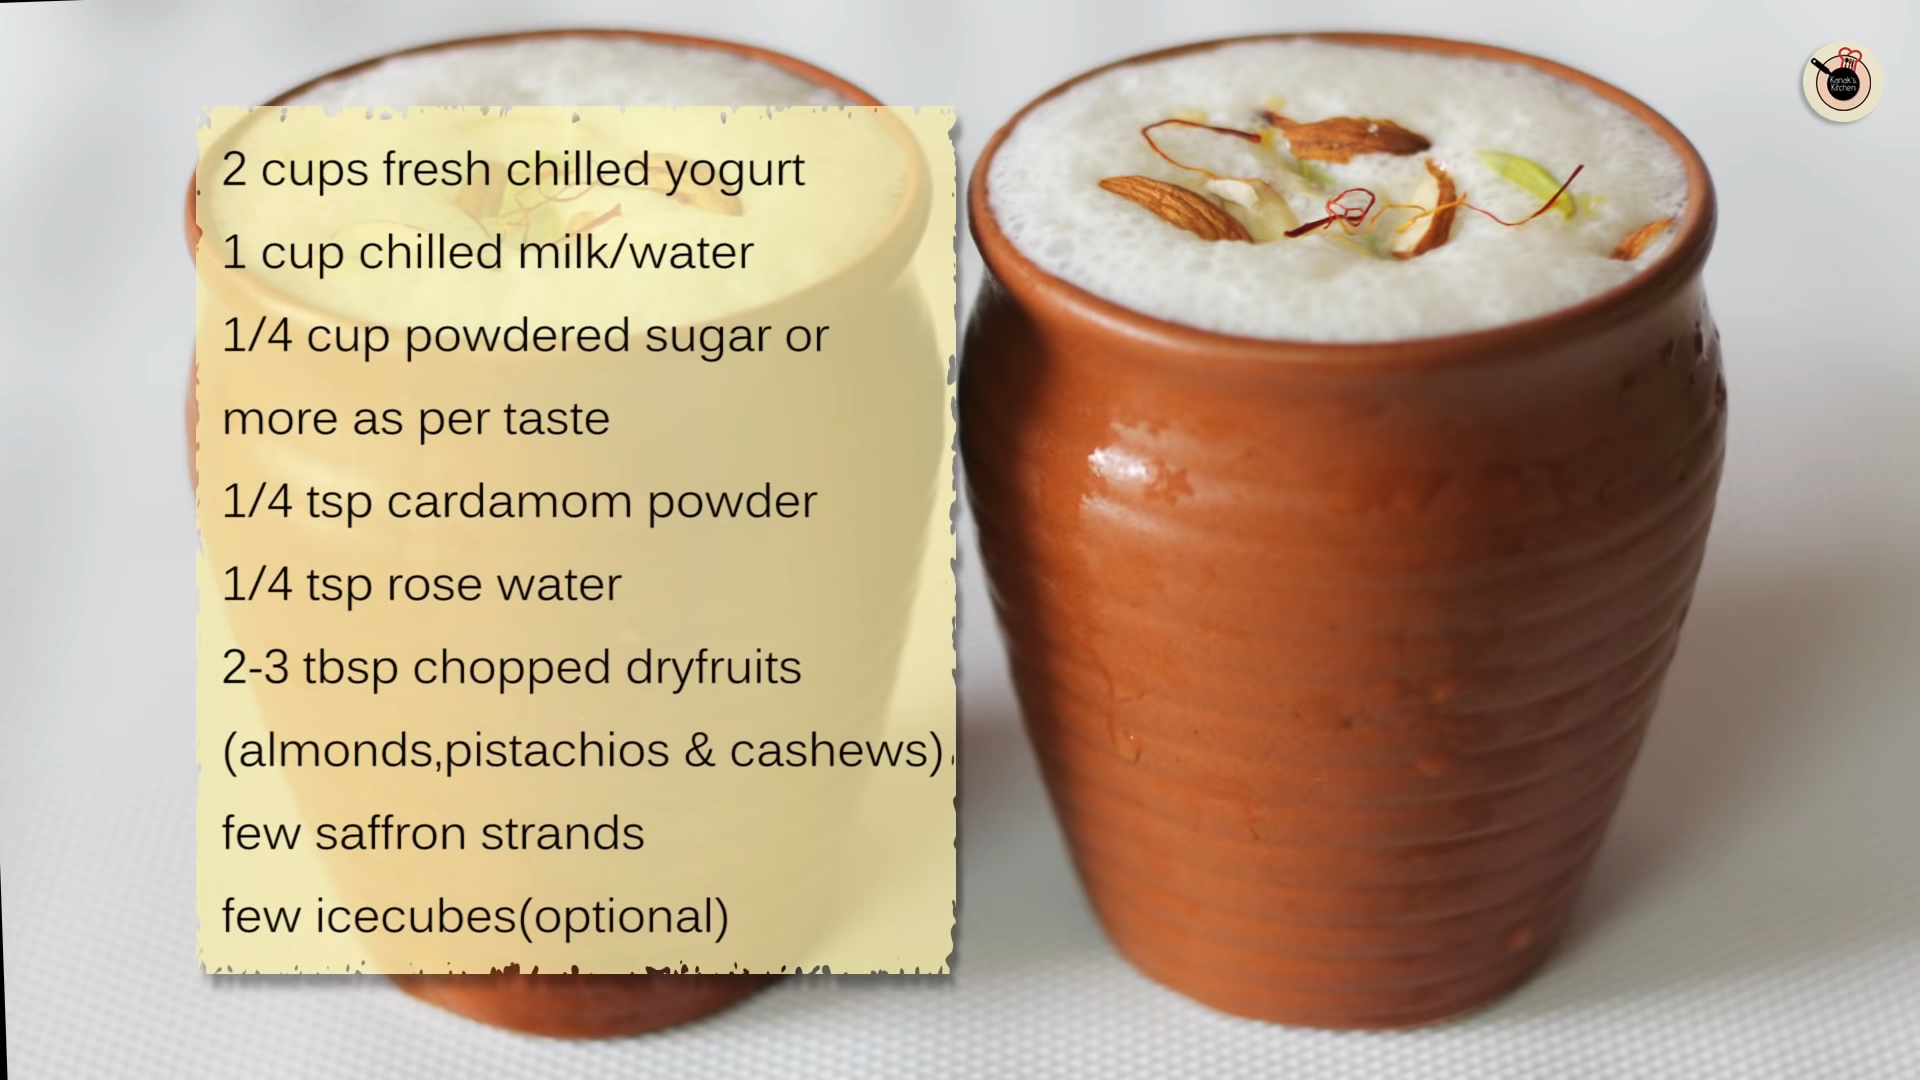 2 cups fresh chilled yogurt
1 cup chilled milk/water
1/4 cup powdered sugar or
more as per taste
1/4 tsp cardamom powder
1/4 tsp rose water
2-3 tbsp chopped dryfruits
(almonds,pistachios & cashews)
few saffron strands
few icecubes(optional)
Kanak's
Kitchen